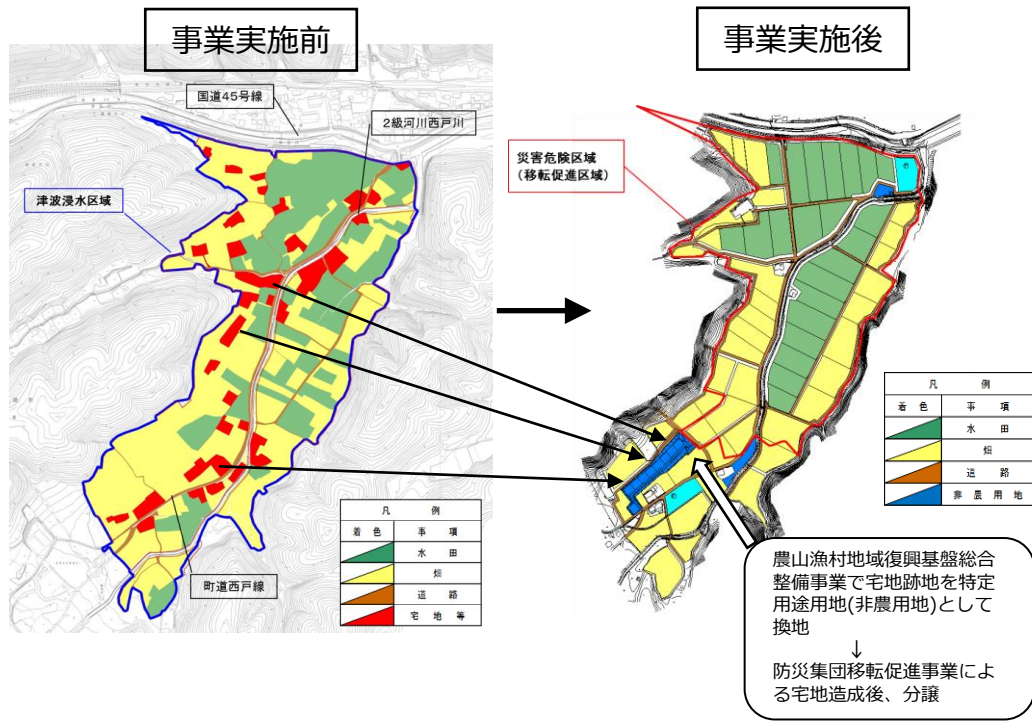 事業実施前
事業実施後
国道45号線
2級河川西戸川
津波浸水区域
災害危険区域
(移転促進区域)
町道西戸線
凡 例
着 色 事 項
水 田
畑
道 路
宅 地 等
凡 例
着 色 事 項
水 田
畑
道 路
非 農 用 地
農山漁村地域復興基盤総合
整備事業で宅地跡地を特定
用途用地(非農用地)として
換地
↓
防災集団移転促進事業によ
る宅地造成後、分譲